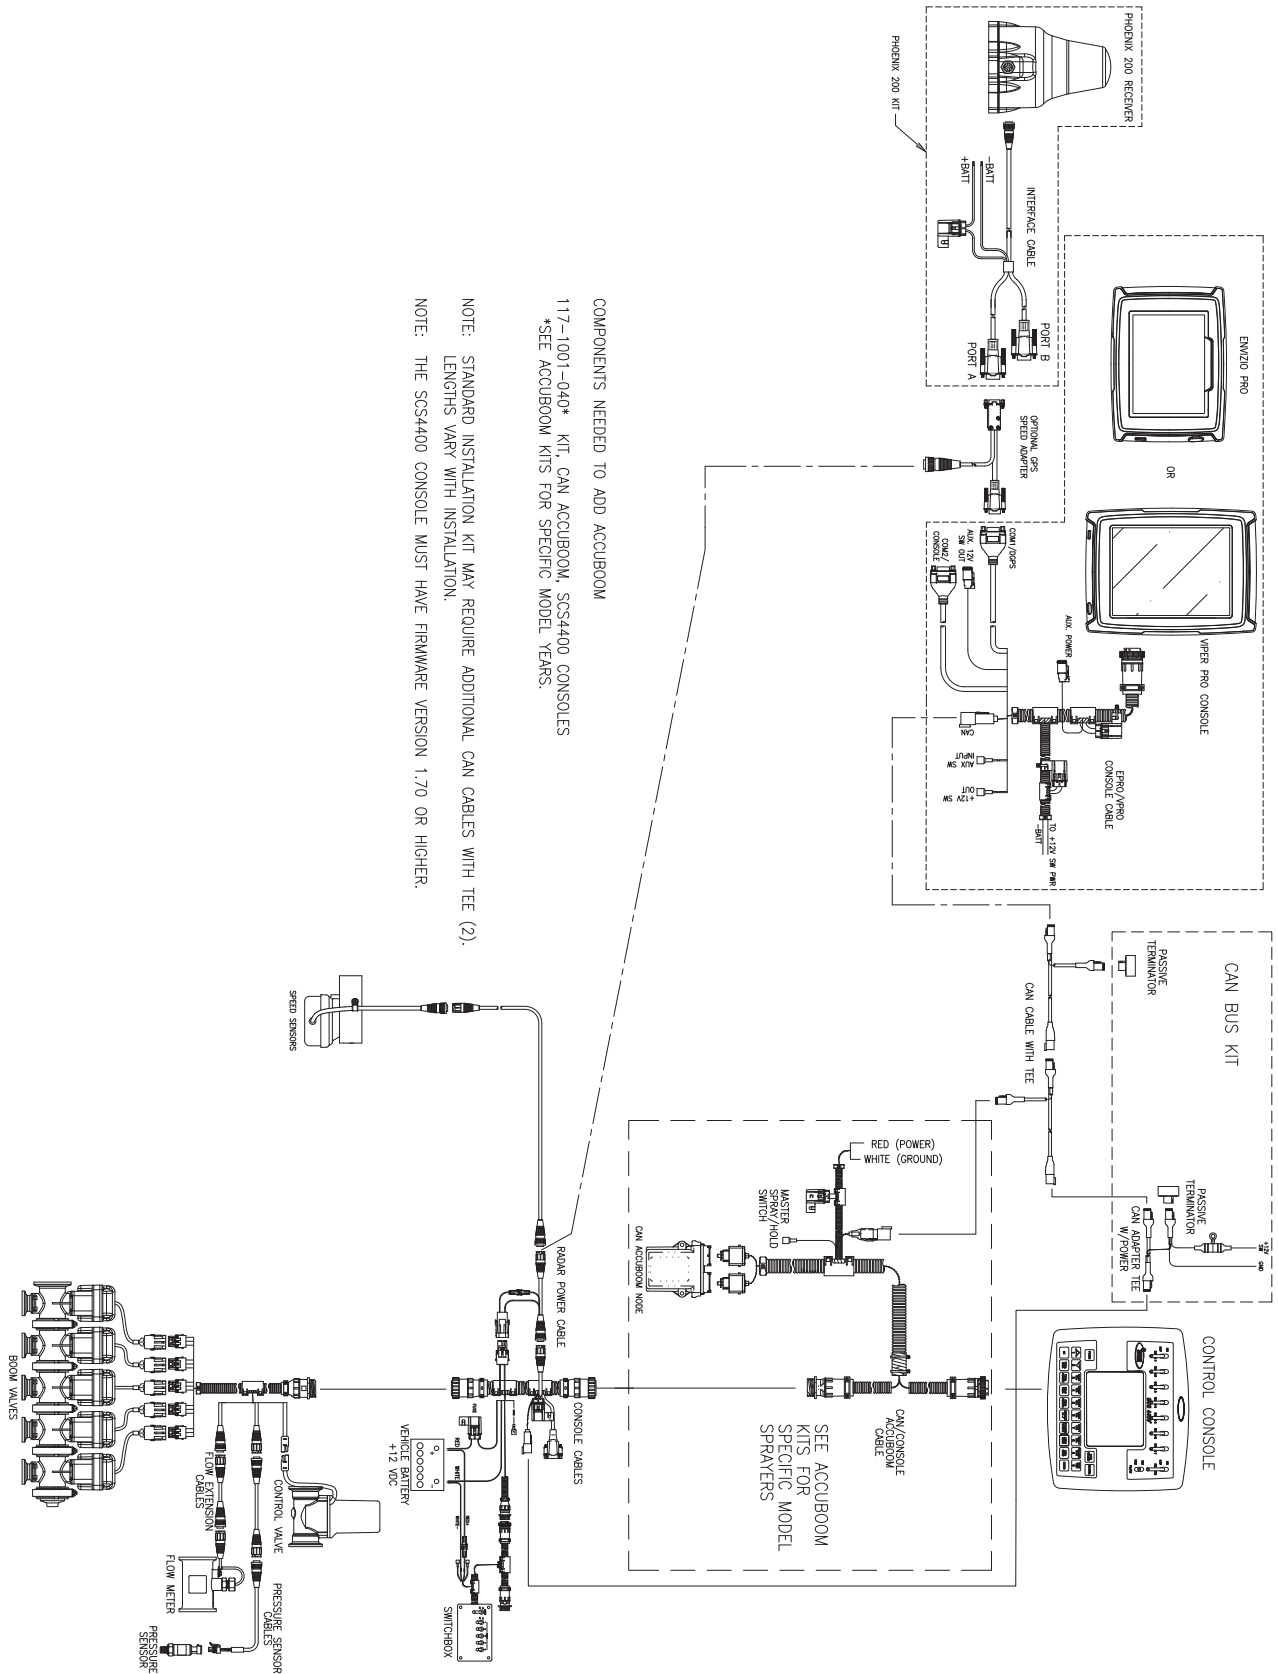 PHOENIX 200 RECEIVER
PHOENIX 200 KIT
INTERFACE CABLE
-BATT
+BATT
PORT B
PORT A
ENVIZIO PRO
OR
VIPER PRO CONSOLE
OPTIONAL GPS
SPEED ADAPTER
COM1/DGPS
AUX. 12V
SW OUT
COM2/
CONSOLE
AUX. POWER
CAN
AUX SW
INPUT
+12V SW
OUT
EPRO/VPRO
CONSOLE CABLE
TO +12V SW PWR
-BATT
COMPONENTS NEEDED TO ADD ACCUBOOM
117-1001-040* KIT, CAN ACCUBOOM, SCS4400 CONSOLES
*SEE ACCUBOOM KITS FOR SPECIFIC MODEL YEARS.
NOTE: STANDARD INSTALLATION KIT MAY REQUIRE ADDITIONAL CAN CABLES WITH TEE (2).
LENGTHS VARY WITH INSTALLATION.
NOTE: THE SCS4400 CONSOLE MUST HAVE FIRMWARE VERSION 1.70 OR HIGHER.
CAN BUS KIT
PASSIVE
TERMINATOR
CAN CABLE WITH TEE
PASSIVE
TERMINATOR
CAN ADAPTER TEE
W/POWER
+12V
SW
GND
CONTROL CONSOLE
RED (POWER)
WHITE (GROUND)
MASTER
SPRAY/HOLD
SWITCH
CAN ACCUBOOM NODE
CAN/CONSOLE
ACCUBOOM
CABLE
SEE ACCUBOOM
KITS FOR
SPECIFIC MODEL
SPRAYERS
SPEED SENSORS
RADAR POWER CABLE
CONSOLE CABLES
FUSE
RED
WHITE
VEHICLE BATTERY
+12 VDC
RED+
WHITE-
SWITCHBOX
BOOM VALVES
FLOW EXTENSION
CABLES
CONTROL VALVE
FLOW METER
PRESSURE SENSOR
CABLES
PRESSURE
SENSOR